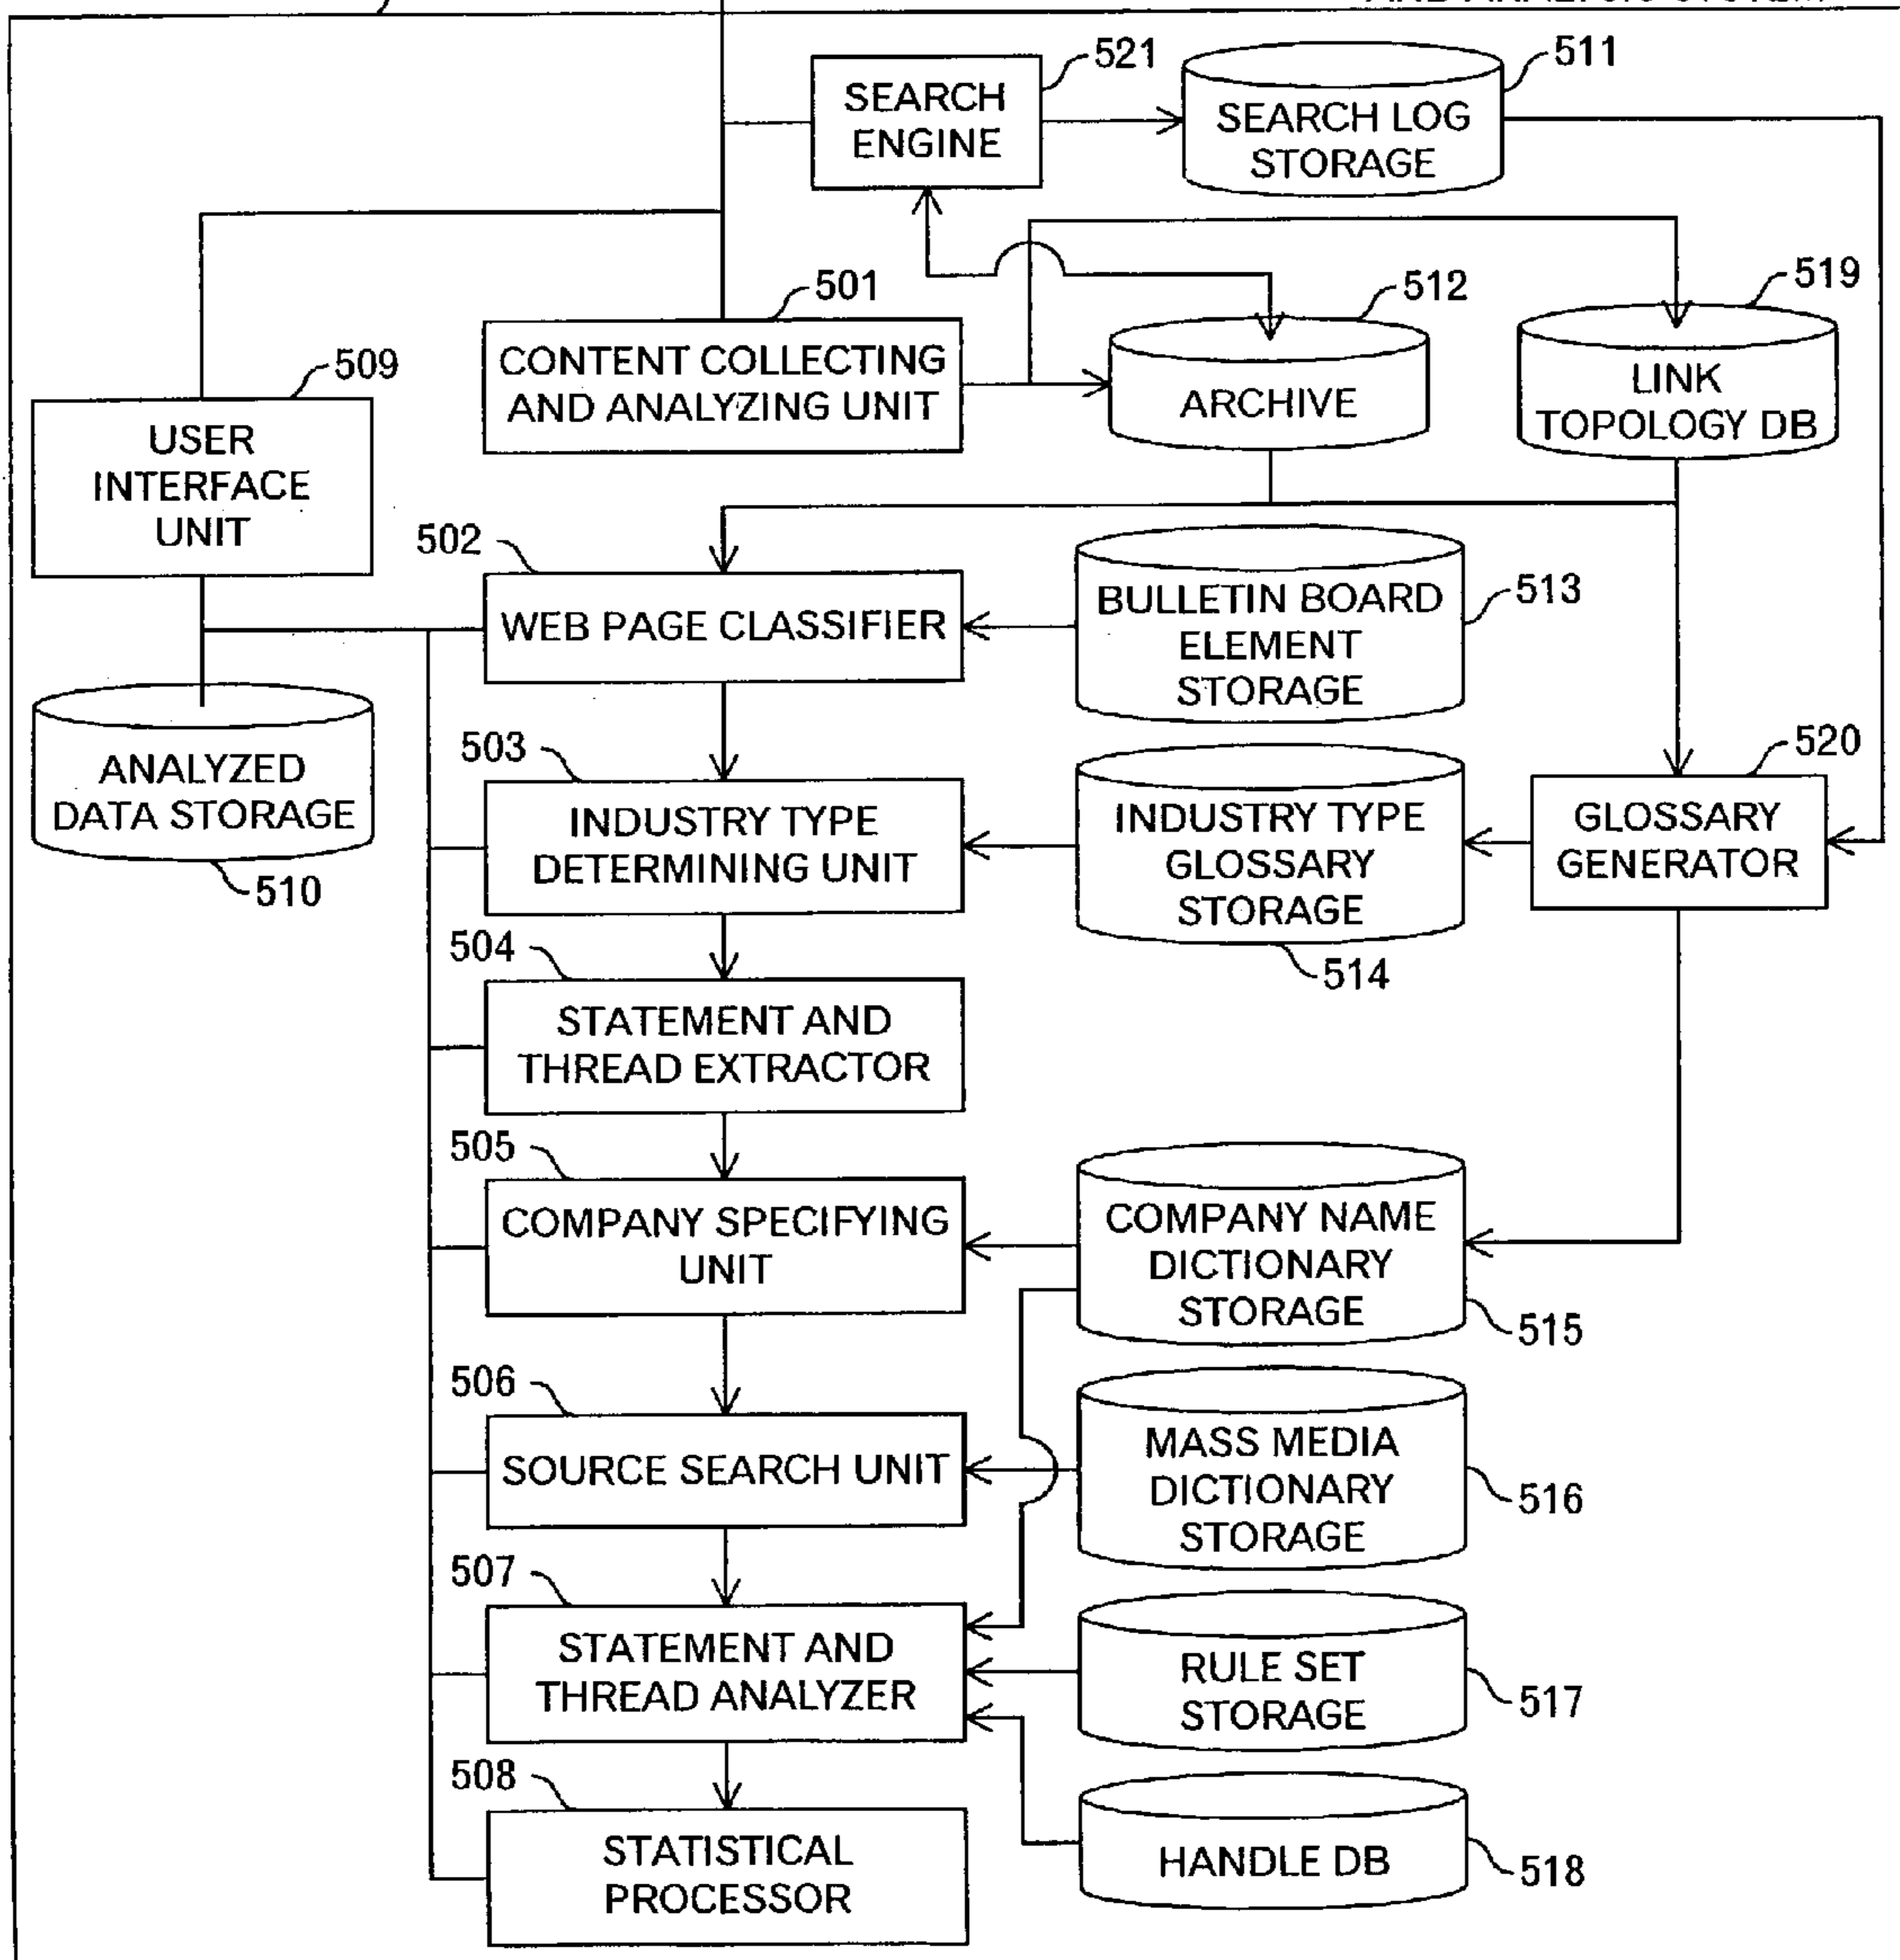 521
SEARCH
ENGINE
511
SEARCH LOG
STORAGE
501
CONTENT COLLECTING
AND ANALYZING UNIT
512
ARCHIVE
519
LINK
TOPOLOGY DB
509
USER
INTERFACE
UNIT
502
WEB PAGE CLASSIFIER
BULLETIN BOARD
ELEMENT
STORAGE
513
ANALYZED
DATA STORAGE
510
503
INDUSTRY TYPE
DETERMINING UNIT
INDUSTRY TYPE
GLOSSARY
STORAGE
514
520
GLOSSARY
GENERATOR
504
STATEMENT AND
THREAD EXTRACTOR
505
COMPANY SPECIFYING
UNIT
COMPANY NAME
DICTIONARY
STORAGE
515
506
SOURCE SEARCH UNIT
MASS MEDIA
DICTIONARY
STORAGE
516
507
STATEMENT AND
THREAD ANALYZER
RULE SET
STORAGE
517
508
STATISTICAL
PROCESSOR
HANDLE DB
518